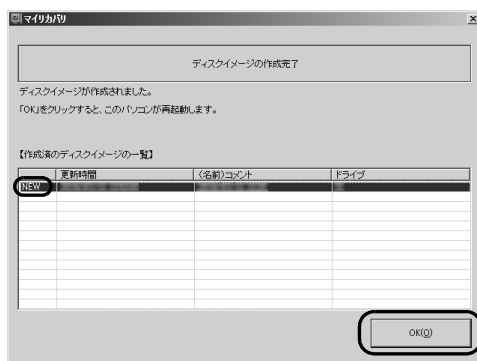 マイリカバリ
ディスクイメージの作成完了
ディスクイメージが作成されました。
「OK」をクリックすると、このパソコンが再起動します。
【作成済のディスクイメージの一覧】
更新時間 (名前)コメント ドライブ
NEW
OK(O)